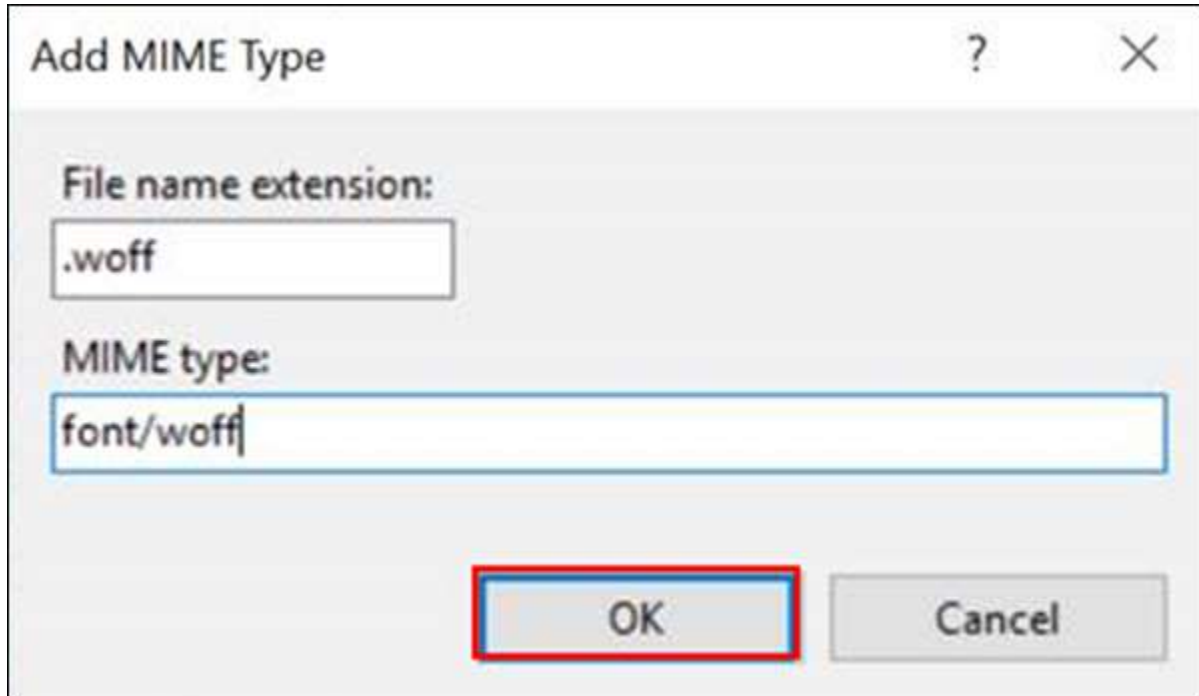 Add MIME Type
File name extension:
.woff
MIME type:
font/woff
OK Cancel